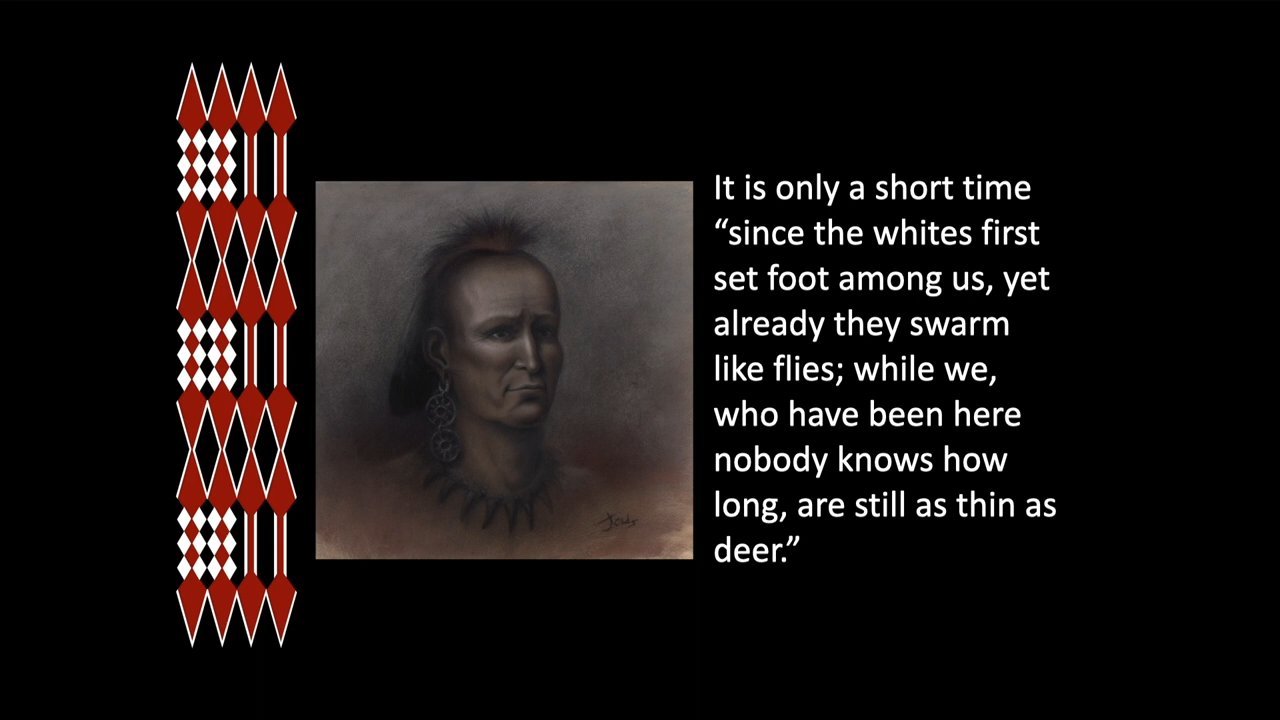 It is only a short time
“since the whites first
set foot among us, yet
already they swarm
like flies; while we,
who have been here
nobody knows how
long, are still as thin as
deer.”